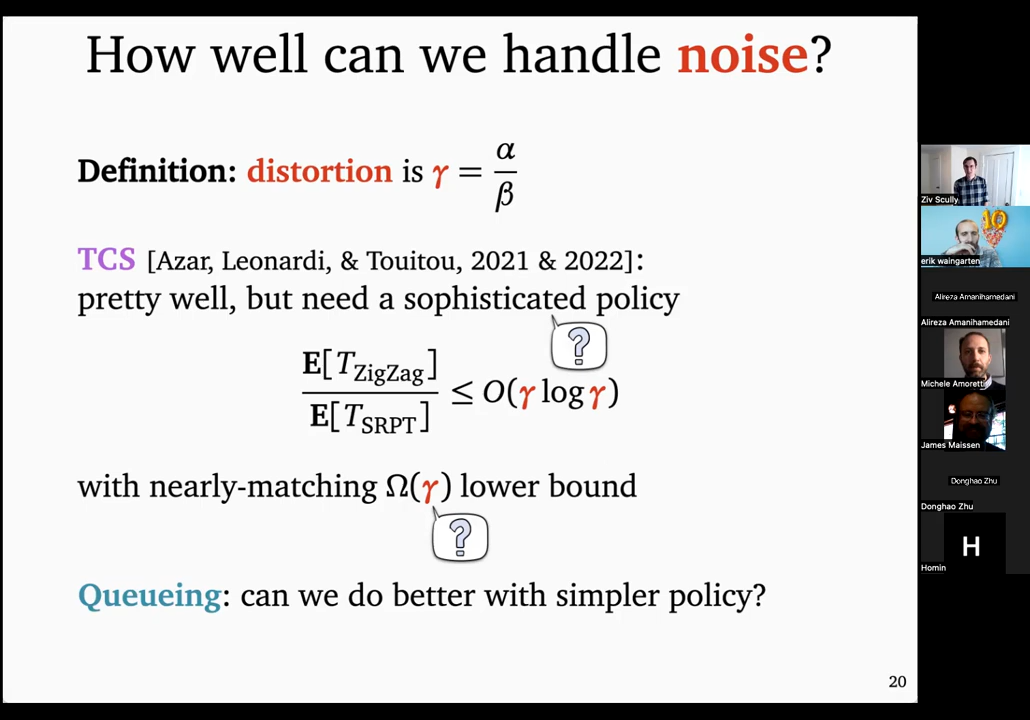 How well can we handle noise?
Definition: distortion is γ = α/β
TCS [Azar, Leonardi, & Touitou, 2021 & 2022]:
pretty well, but need a sophisticated policy
?
E[T_ZigZag] / E[T_SRPT] ≤ O(γ log γ)
with nearly-matching Ω(γ) lower bound
?
Queueing: can we do better with simpler policy?
20
Ziv Scully
10
erik waingarten
Alireza Amanihamedani
Alireza Amanihamedani
Michele Amoretti
James Maissen
Donghao Zhu
Donghao Zhu
H
Homin